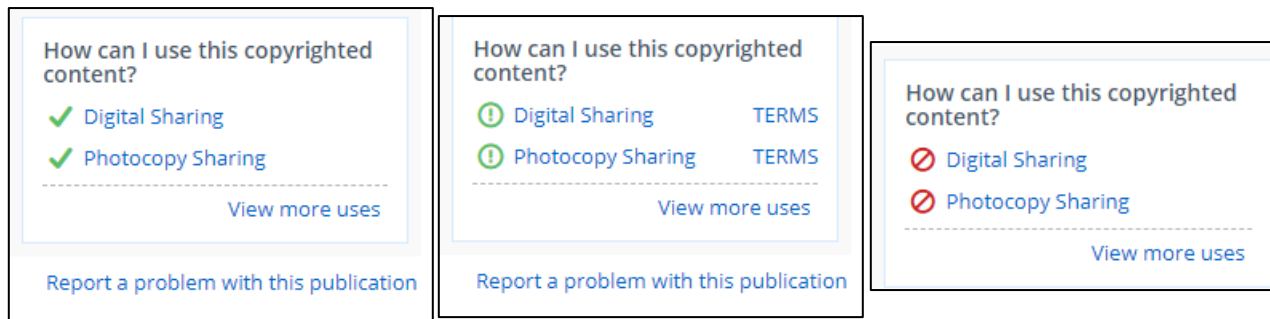 How can I use this copyrighted
content?
Digital Sharing
Photocopy Sharing
View more uses
Report a problem with this publication
How can I use this copyrighted
content?
Digital Sharing TERMS
Photocopy Sharing TERMS
View more uses
Report a problem with this publication
How can I use this copyrighted
content?
Digital Sharing
Photocopy Sharing
View more uses